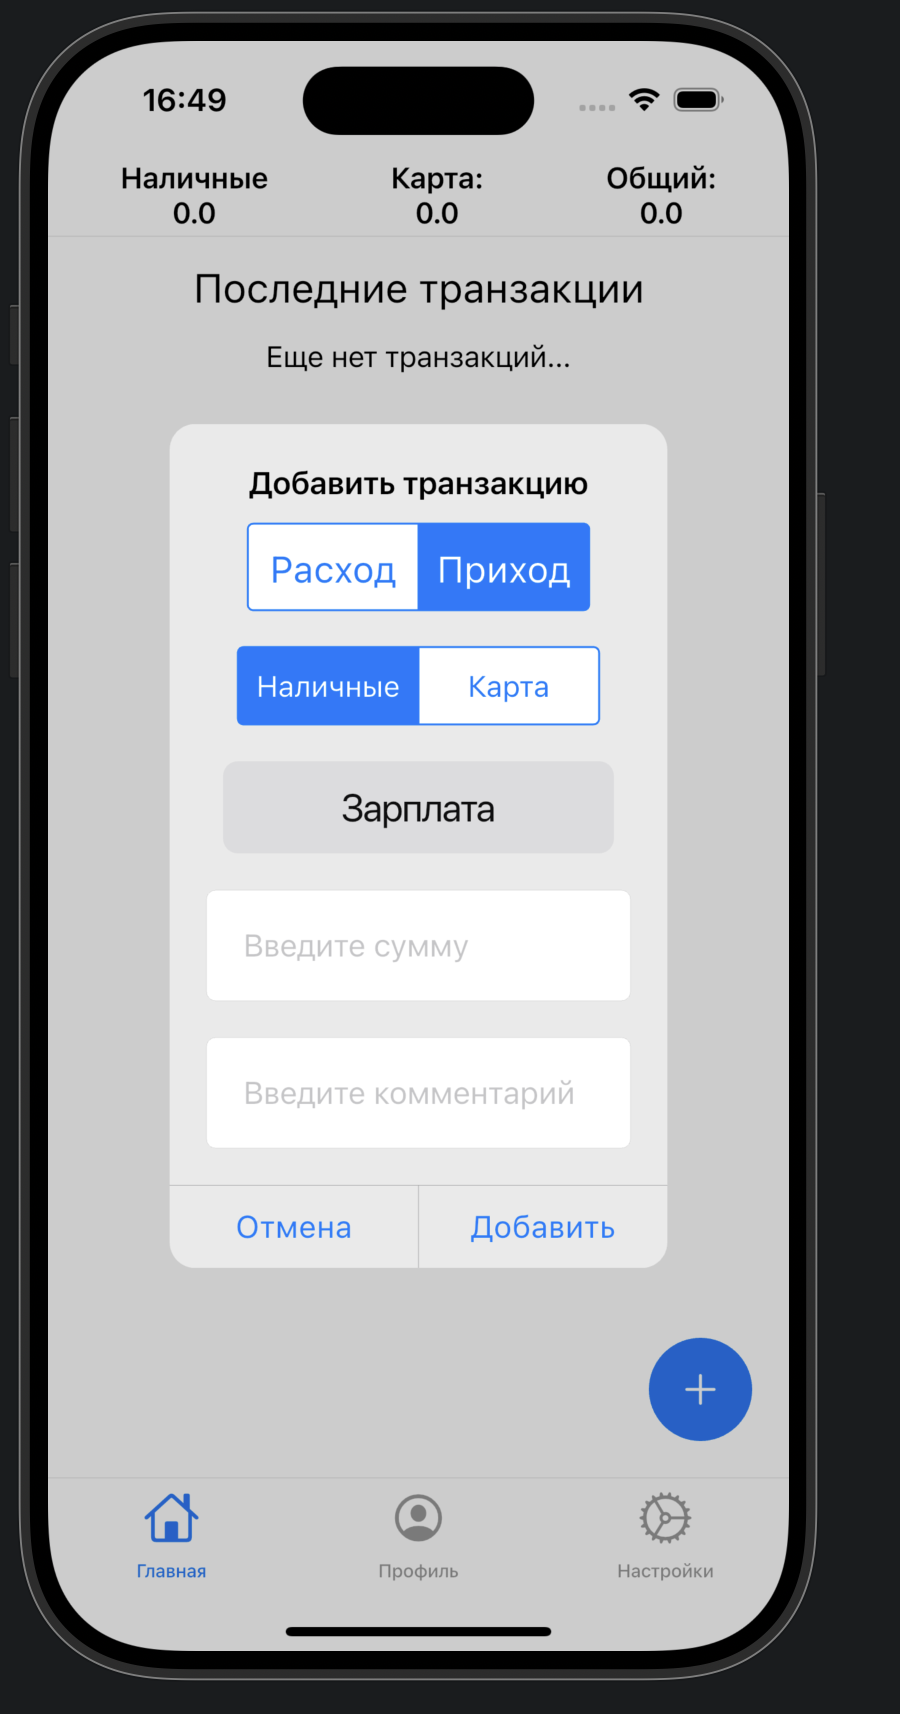 16:49
Наличные Карта: Общий:
0.0 0.0 0.0
Последние транзакции
Еще нет транзакций...
Добавить транзакцию
Расход Приход
Наличные Карта
Зарплата
Введите сумму
Введите комментарий
Отмена Добавить
Главная Профиль Настройки